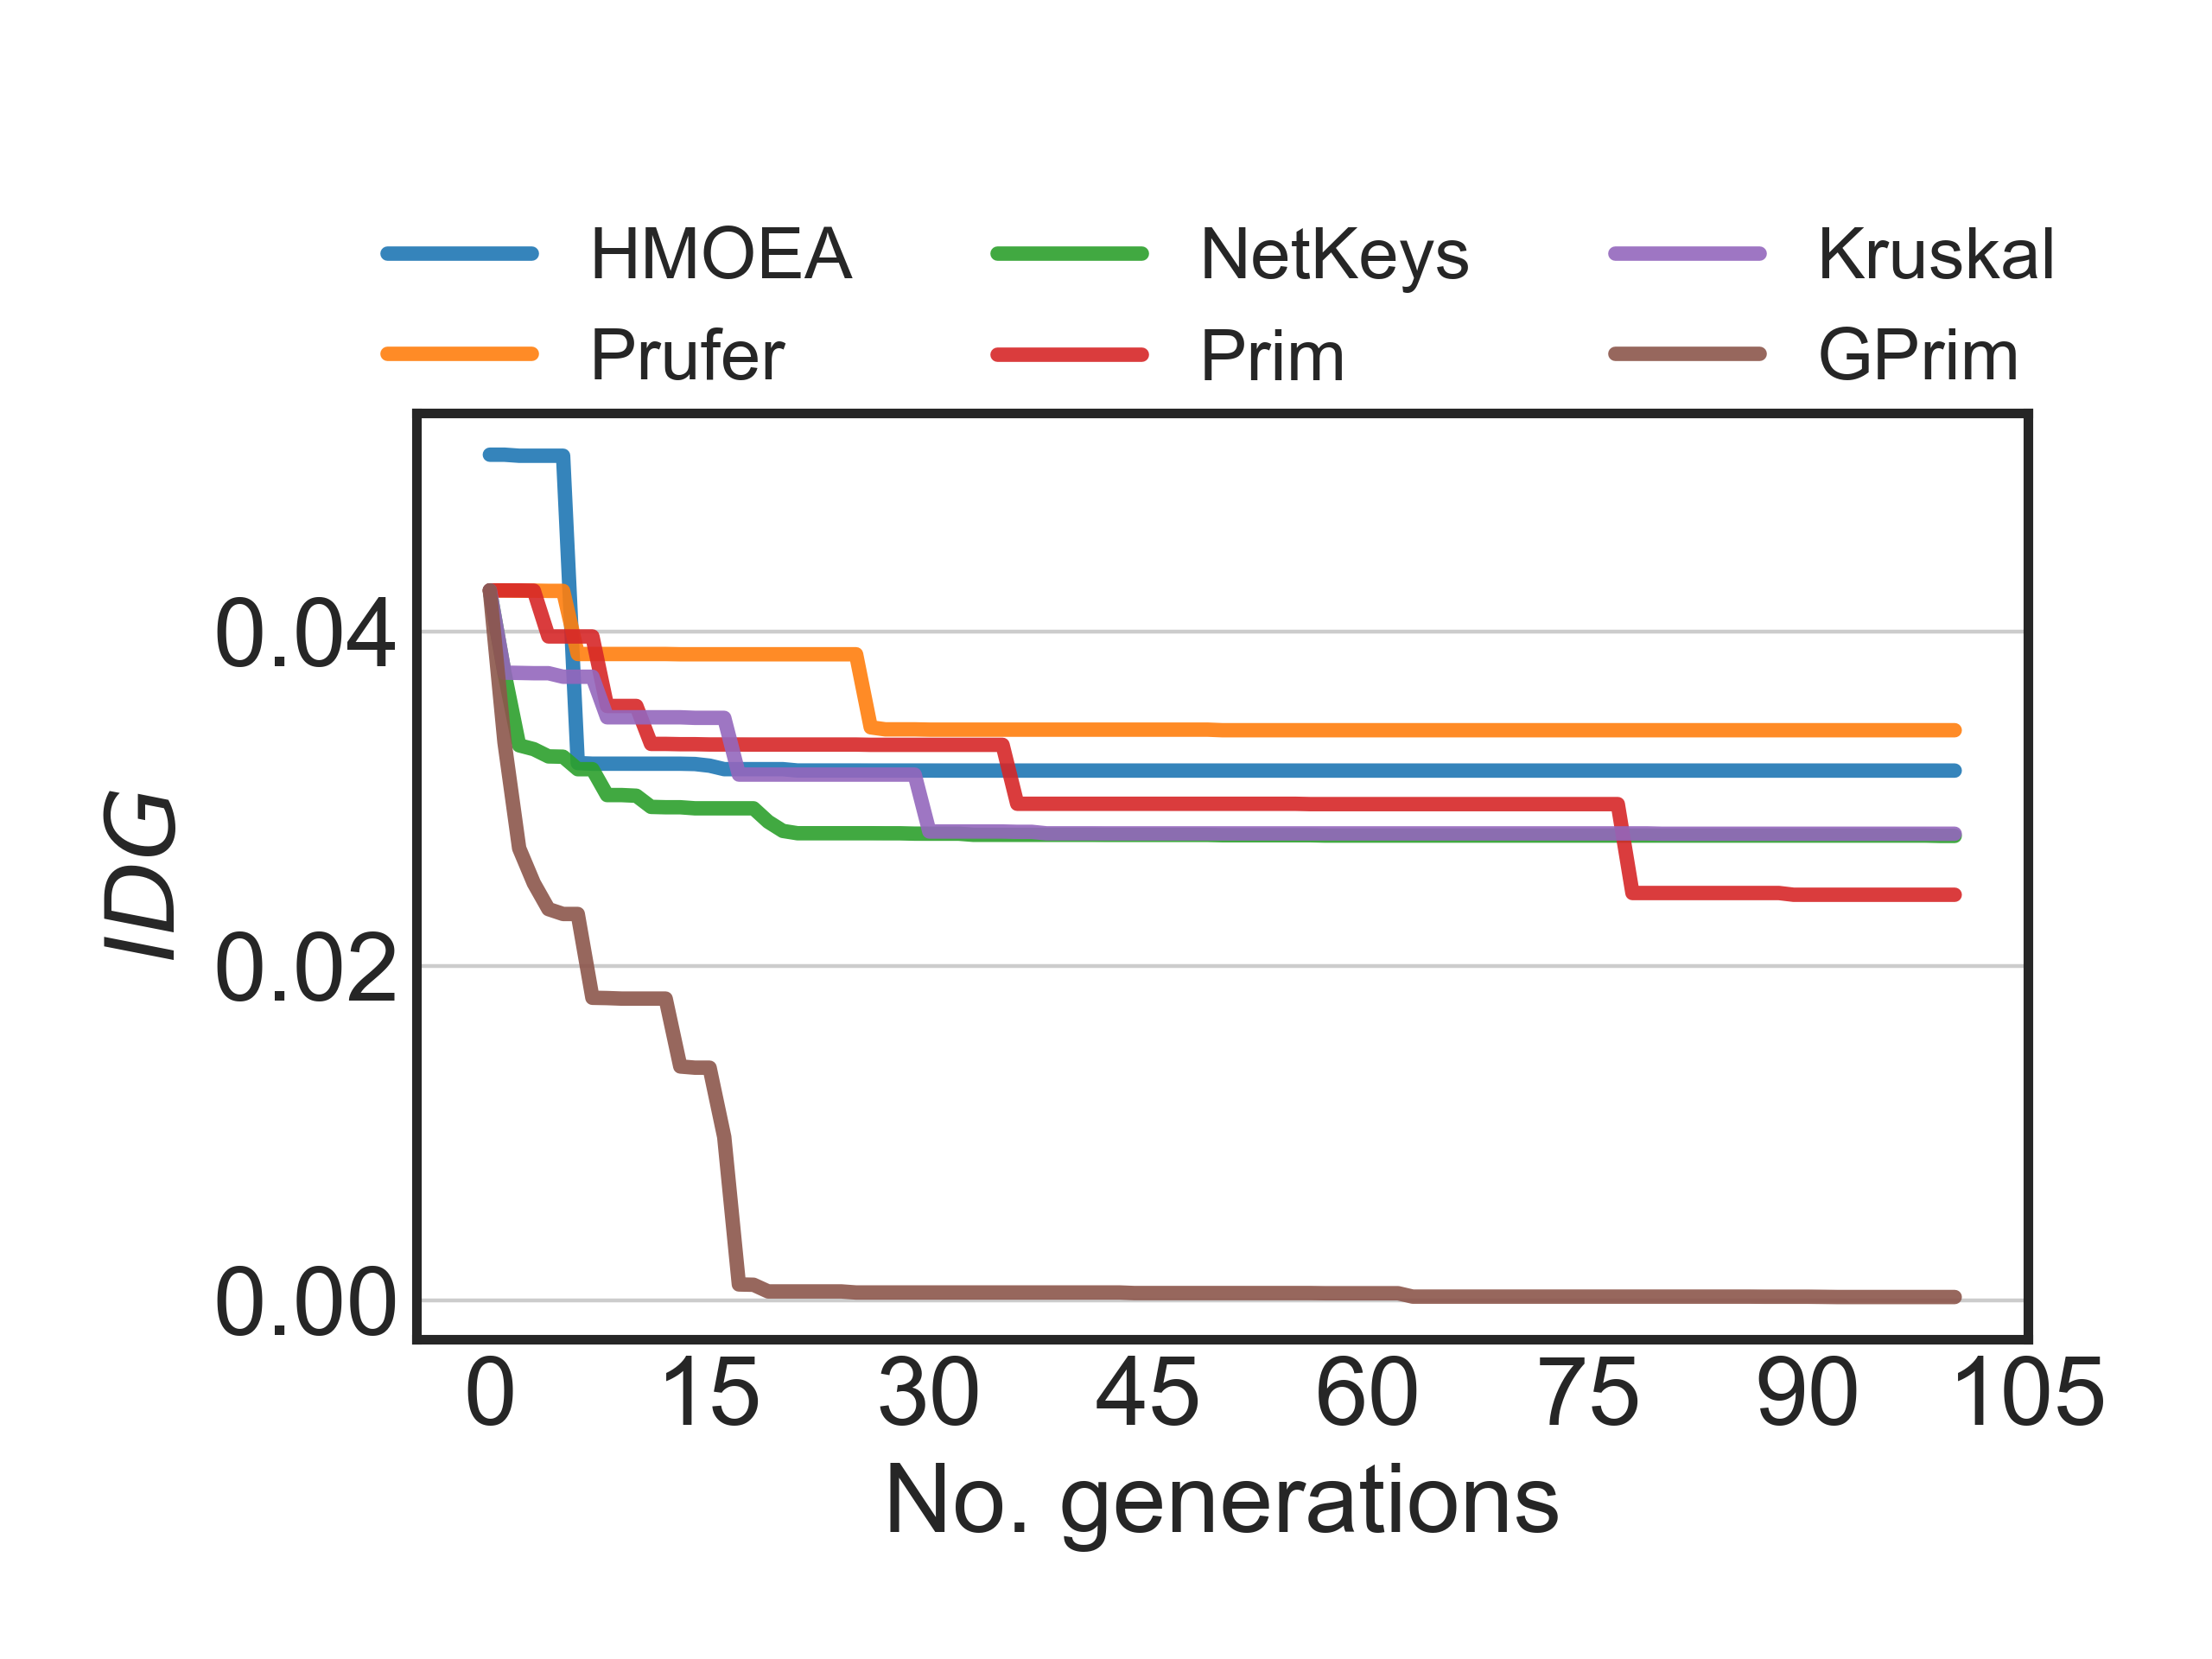 HMOEA NetKeys Kruskal
Prufer Prim GPrim
0.04
0.02
0.00
IDG
0 15 30 45 60 75 90 105
No. generations